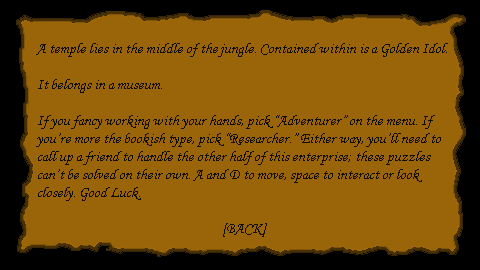 A temple lies in the middle of the jungle. Contained within is a Golden Idol.
It belongs in a museum.
If you fancy working with your hands, pick "Adventurer" on the menu. If
you're more the bookish type, pick "Researcher." Either way, you'll need to
call up a friend to handle the other half of this enterprise; these puzzles
can't be solved on their own. A and D to move, space to interact or look
closely. Good Luck.
[BACK]